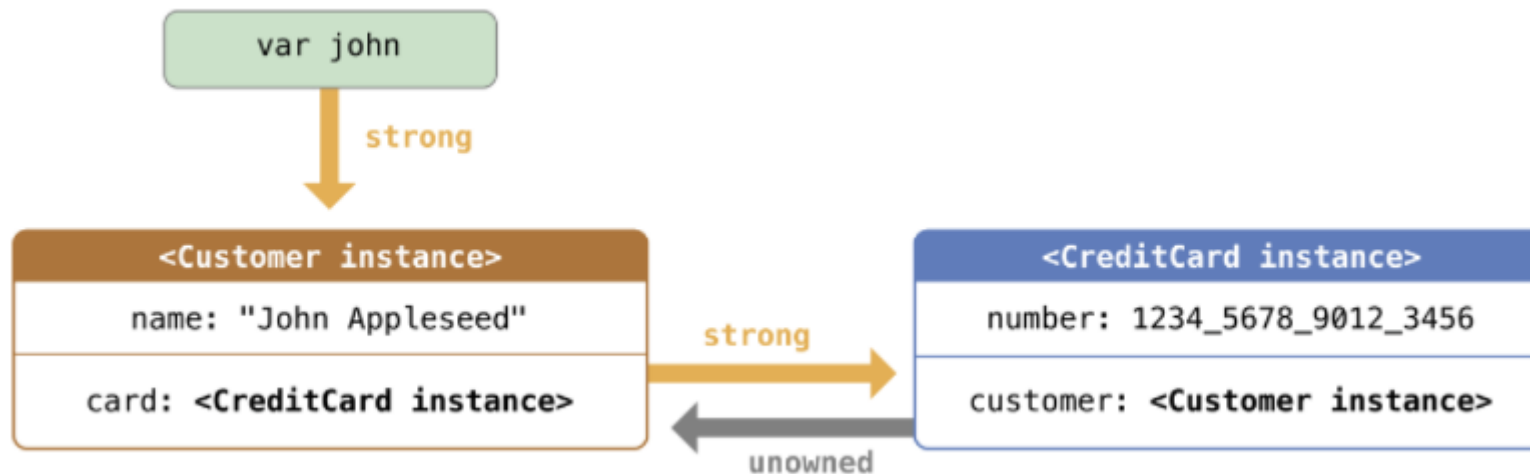 var john
strong
<Customer instance>
name: "John Appleseed"
card: <CreditCard instance>
strong
unowned
<CreditCard instance>
number: 1234_5678_9012_3456
customer: <Customer instance>